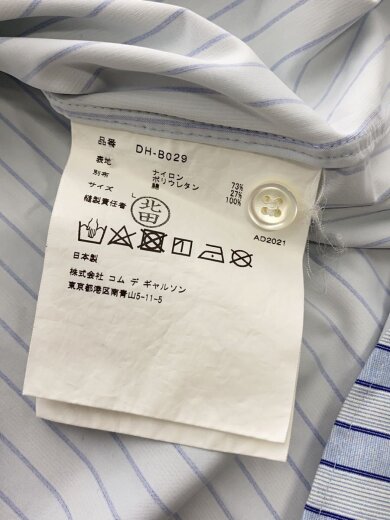 品番 DH-B029
表地 ナイロン 73%
ポリウレタン 27%
別布 綿 100%
サイズ L
縫製責任者 北田
AD2021
日本製
株式会社 コム デ ギャルソン
東京都港区南青山5-11-5